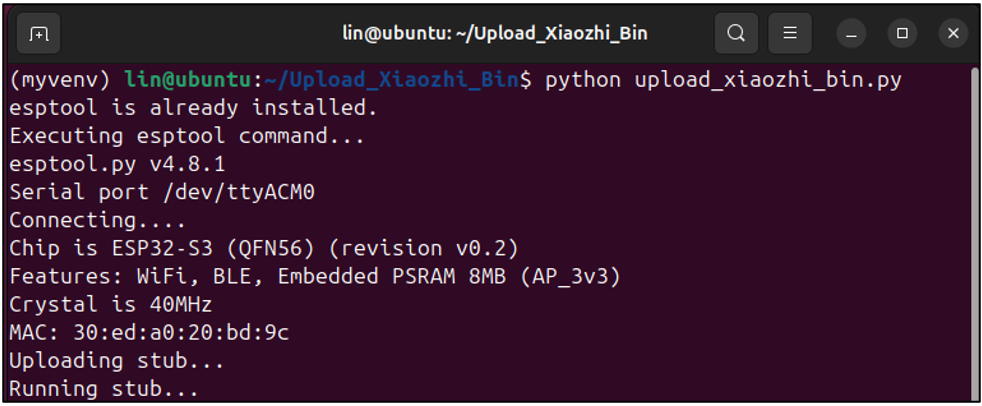 lin@ubuntu: ~/Upload_Xiaozhi_Bin
(myvenv) lin@ubuntu:~/Upload_Xiaozhi_Bin$ python upload_xiaozhi_bin.py
esptool is already installed.
Executing esptool command...
esptool.py v4.8.1
Serial port /dev/ttyACM0
Connecting....
Chip is ESP32-S3 (QFN56) (revision v0.2)
Features: WiFi, BLE, Embedded PSRAM 8MB (AP_3v3)
Crystal is 40MHz
MAC: 30:ed:a0:20:bd:9c
Uploading stub...
Running stub...